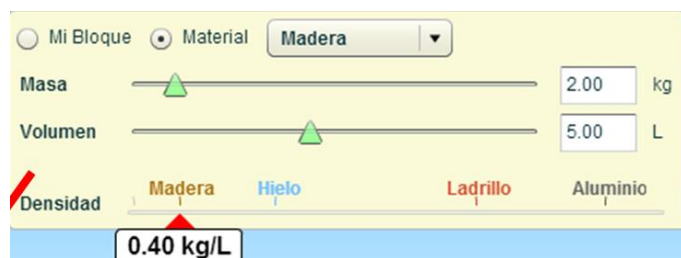 Mi Bloque Material Madera
Masa 2.00 kg
Volumen 5.00 L
Madera Hielo Ladrillo Aluminio
Densidad
0.40 kg/L